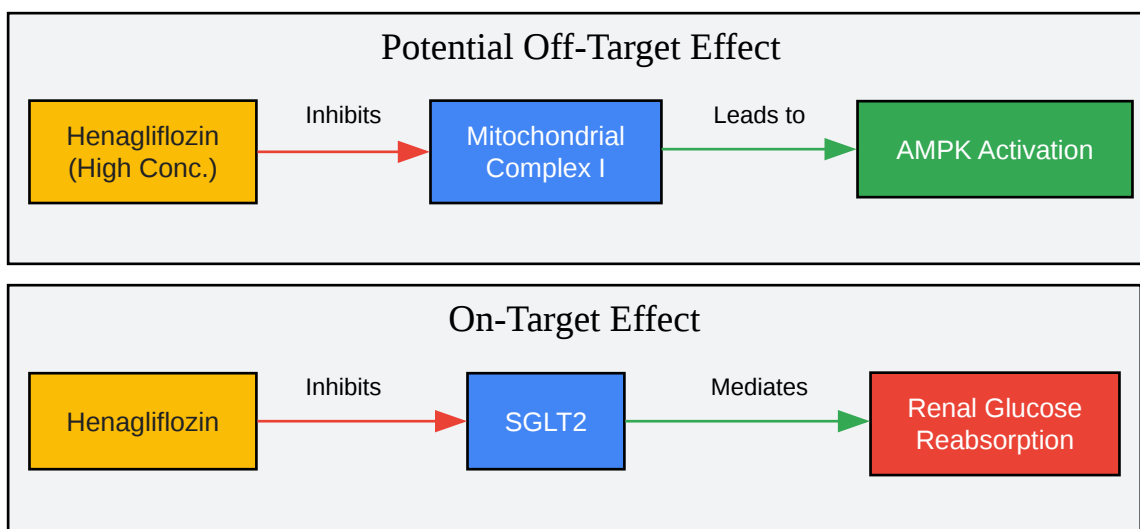 Potential Off-Target Effect
Henagliflozin
(High Conc.)
Inhibits
Mitochondrial
Complex I
Leads to
AMPK Activation
On-Target Effect
Henagliflozin
Inhibits
SGLT2
Mediates
Renal Glucose
Reabsorption